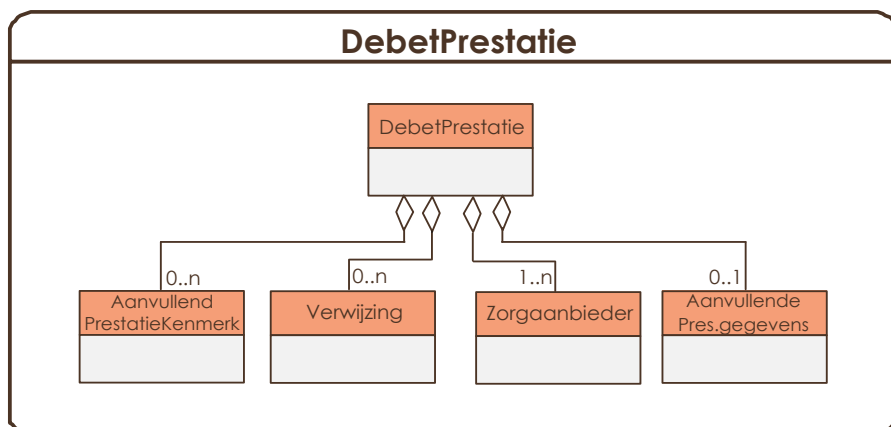 DebetPrestatie
DebetPrestatie
0..n
0..n
1..n
0..1
Aanvullend
PrestatieKenmerk
Verwijzing
Zorgaanbieder
Aanvullende
Pres.gegevens